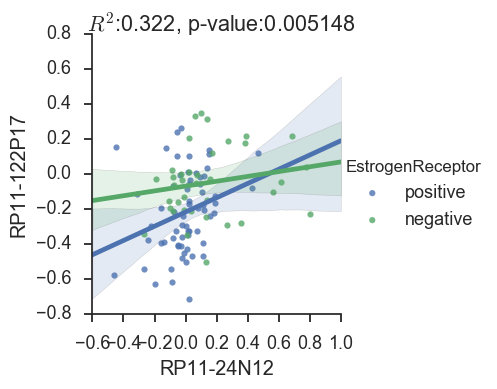 R²:0.322, p-value:0.005148
0.8
0.6
0.4
0.2
0.0
−0.2
−0.4
−0.6
−0.8
RP11-122P17
EstrogenReceptor
positive
negative
−0.6 −0.4 −0.2 0.0 0.2 0.4 0.6 0.8 1.0
RP11-24N12